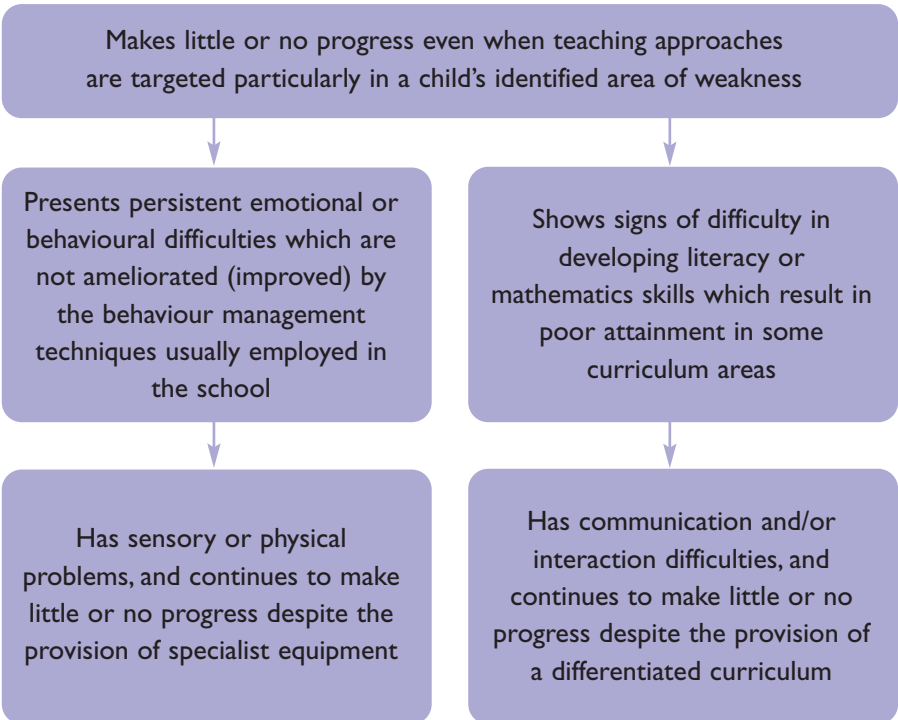 Makes little or no progress even when teaching approaches
are targeted particularly in a child's identified area of weakness
Presents persistent emotional or
behavioural difficulties which are
not ameliorated (improved) by
the behaviour management
techniques usually employed in
the school
Shows signs of difficulty in
developing literacy or
mathematics skills which result in
poor attainment in some
curriculum areas
Has sensory or physical
problems, and continues to make
little or no progress despite the
provision of specialist equipment
Has communication and/or
interaction difficulties, and
continues to make little or no
progress despite the provision of
a differentiated curriculum